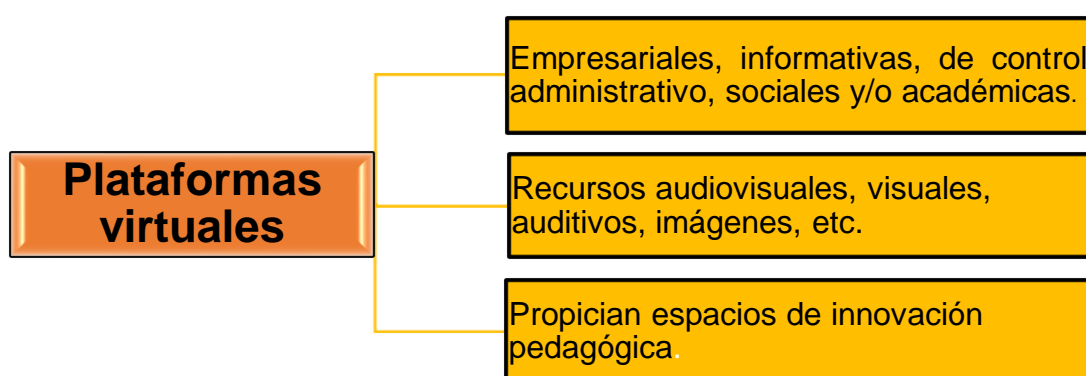 Empresariales, informativas, de control
administrativo, sociales y/o académicas.
Plataformas
virtuales
Recursos audiovisuales, visuales,
auditivos, imágenes, etc.
Propician espacios de innovación
pedagógica.